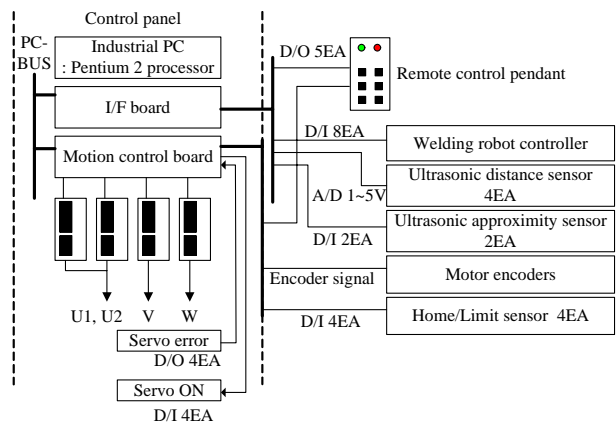 Control panel
PC-
BUS
Industrial PC
: Pentium 2 processor
I/F board
Motion control board
U1, U2
V
W
Servo error
D/O 4EA
Servo ON
D/I 4EA
D/O 5EA
Remote control pendant
D/I 8EA
Welding robot controller
A/D 1~5V
Ultrasonic distance sensor
4EA
D/I 2EA
Ultrasonic approximity sensor
2EA
Encoder signal
Motor encoders
D/I 4EA
Home/Limit sensor 4EA